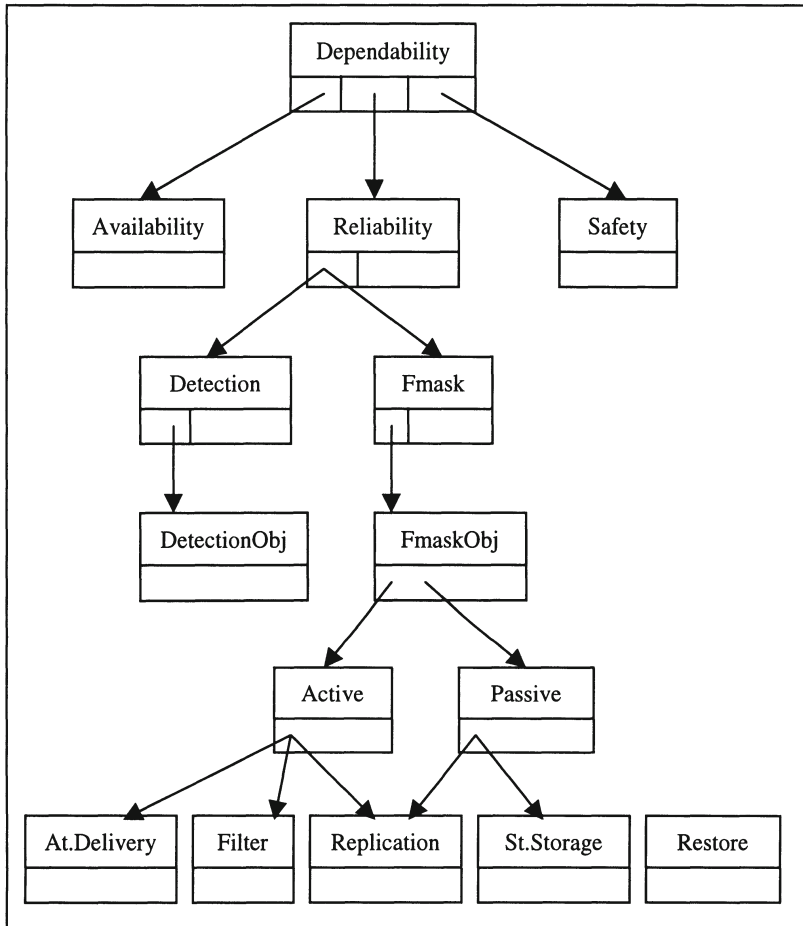 Dependability
Availability
Reliability
Safety
Detection
Fmask
DetectionObj
FmaskObj
Active
Passive
At.Delivery
Filter
Replication
St.Storage
Restore